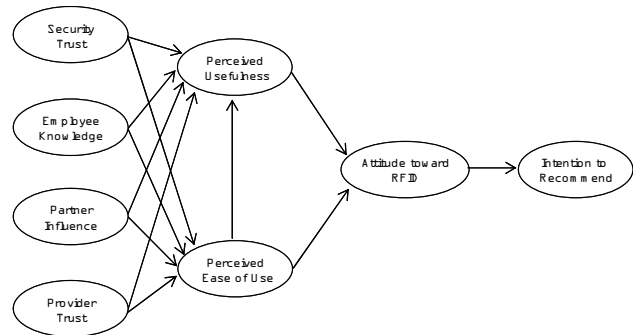 Security
Trust
Perceived
Usefulness
Employee
Knowledge
Attitude toward
RFID
Intention to
Recommend
Partner
Influence
Perceived
Ease of Use
Provider
Trust